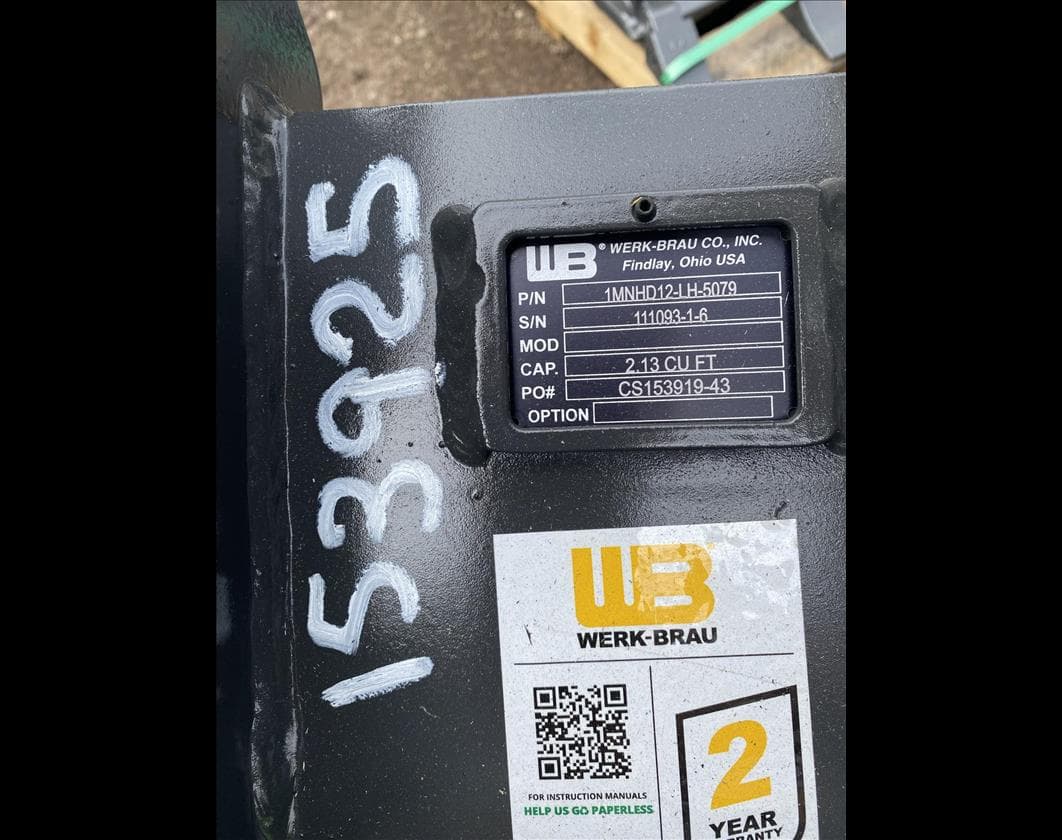 153925
WB® WERK-BRAU CO., INC.
Findlay, Ohio USA
P/N 1MNHD12-LH-5079
S/N 111093-1-6
MOD
CAP. 2.13 CU FT
PO# CS153919-43
OPTION
WB
WERK-BRAU
FOR INSTRUCTION MANUALS
HELP US GO PAPERLESS
2
YEAR
WARRANTY